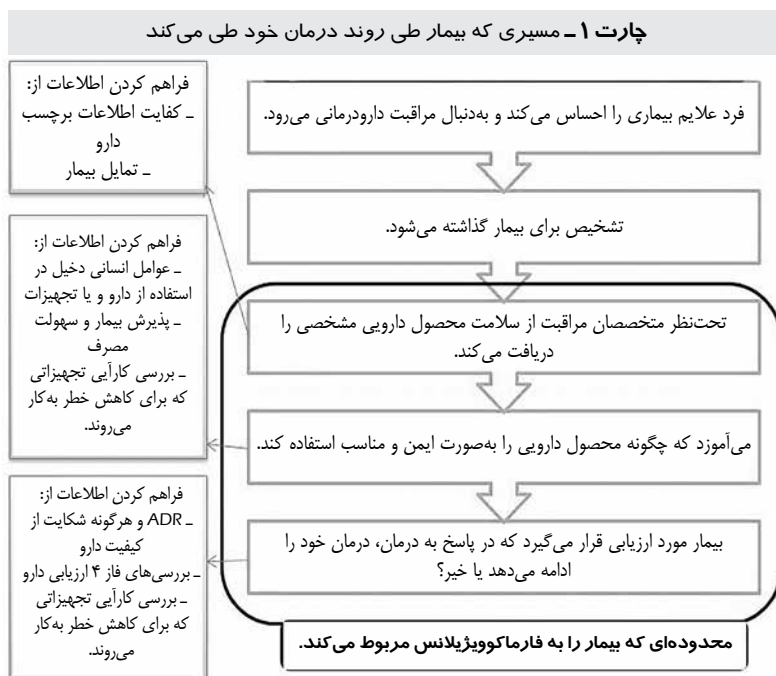 چارت ۱ ـ مسیری که بیمار طی روند درمان خود طی می‌کند
فرد علایم بیماری را احساس می‌کند و به‌دنبال مراقبت دارودرمانی می‌رود.
تشخیص برای بیمار گذاشته می‌شود.
تحت‌نظر متخصصان مراقبت از سلامت محصول دارویی مشخصی را
دریافت می‌کند.
می‌آموزد که چگونه محصول دارویی را به‌صورت ایمن و مناسب استفاده کند.
بیمار مورد ارزیابی قرار می‌گیرد که در پاسخ به درمان، درمان خود را
ادامه می‌دهد یا خیر؟
محدوده‌ای که بیمار را به فارماکوویژیلانس مربوط می‌کند.
فراهم کردن اطلاعات از:
ـ کفایت اطلاعات برچسب
دارو
ـ تمایل بیمار
فراهم کردن اطلاعات از:
ـ عوامل انسانی دخیل در
استفاده از دارو و یا تجهیزات
ـ پذیرش بیمار و سهولت
مصرف
ـ بررسی کارآیی تجهیزاتی
که برای کاهش خطر به‌کار
می‌روند.
فراهم کردن اطلاعات از:
ـ ADR و هرگونه شکایت از
کیفیت دارو
ـ بررسی‌های فاز ۴ ارزیابی دارو
ـ بررسی کارآیی تجهیزاتی
که برای کاهش خطر به‌کار
می‌روند.